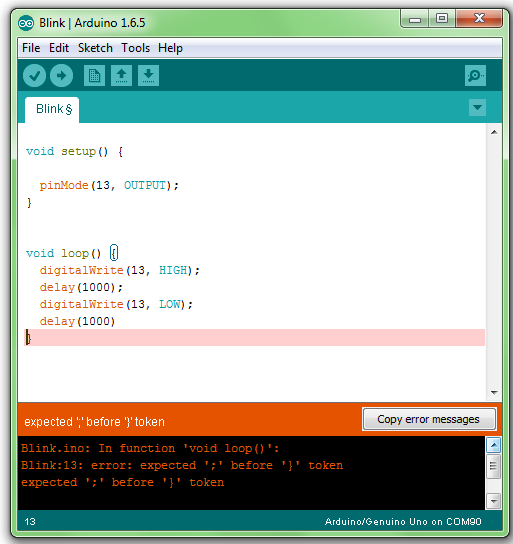 Blink | Arduino 1.6.5
File Edit Sketch Tools Help
Blink §
void setup() {
pinMode(13, OUTPUT);
}
void loop() {
digitalWrite(13, HIGH);
delay(1000);
digitalWrite(13, LOW);
delay(1000)
}
expected ';' before '}' token
Copy error messages
Blink.ino: In function 'void loop()':
Blink:13: error: expected ';' before '}' token
expected ';' before '}' token
13 Arduino/Genuino Uno on COM90